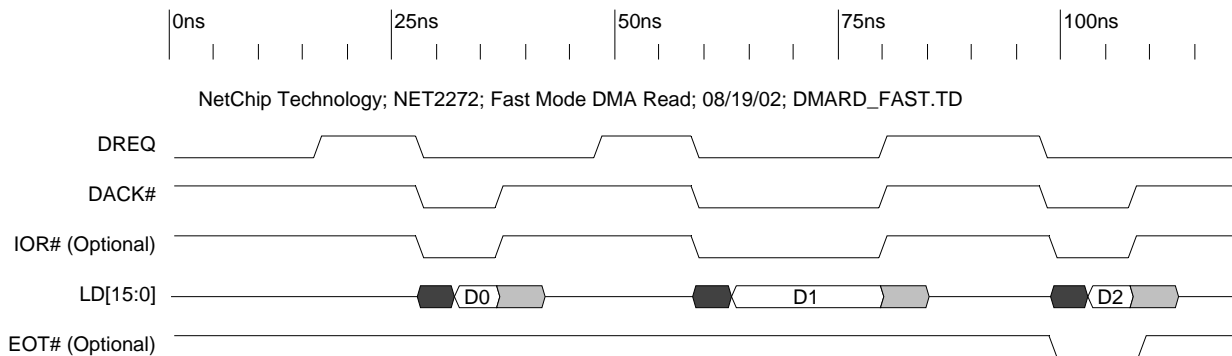 0ns 25ns 50ns 75ns 100ns
NetChip Technology; NET2272; Fast Mode DMA Read; 08/19/02; DMARD_FAST.TD
DREQ
DACK#
IOR# (Optional)
LD[15:0] D0 D1 D2
EOT# (Optional)